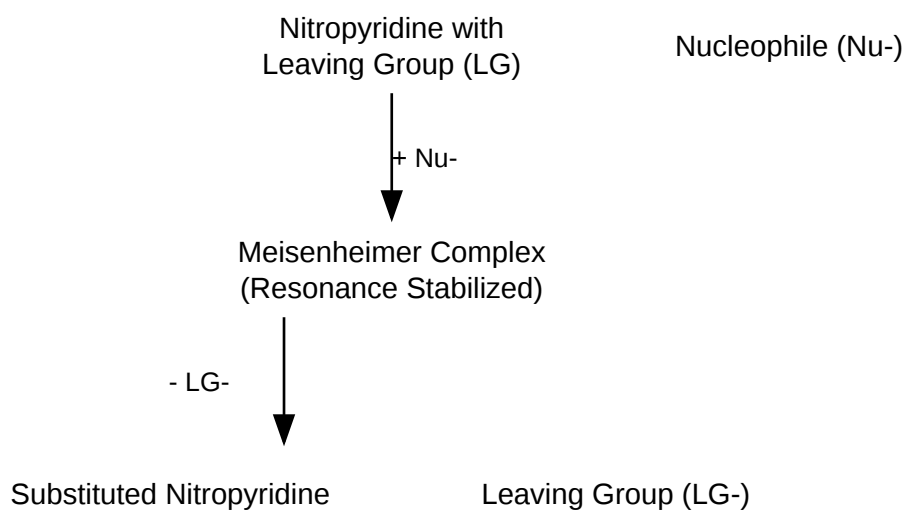 Nitropyridine with
Leaving Group (LG)
Nucleophile (Nu-)
+ Nu-
Meisenheimer Complex
(Resonance Stabilized)
- LG-
Substituted Nitropyridine
Leaving Group (LG-)